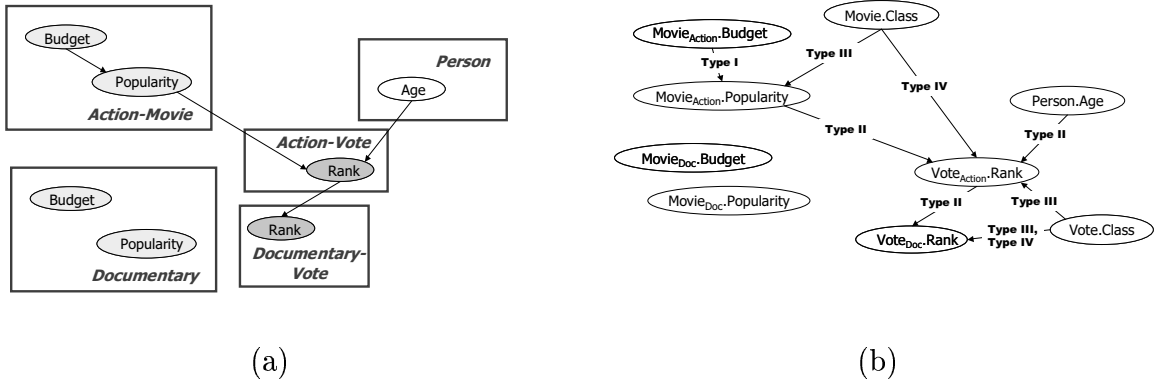 Budget
Popularity
Action-Movie
Person
Age
Action-Vote
Rank
Budget
Popularity
Documentary
Rank
Documentary-
Vote
(a)
Movie.Class
MovieAction.Budget
Type I
Type III
MovieAction.Popularity
Type IV
Person.Age
Type II
Type II
MovieDoc.Budget
VoteAction.Rank
MovieDoc.Popularity
Type II
Type III
VoteDoc.Rank
Type III,
Type IV
Vote.Class
(b)